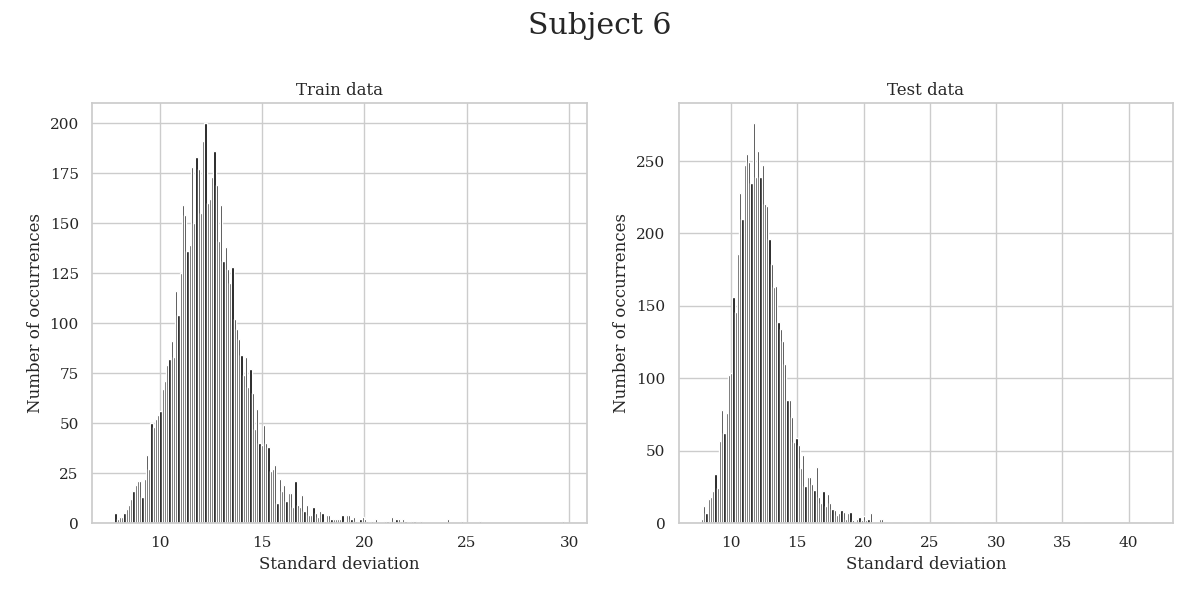 Subject 6
Train data
200
175
150
125
100
75
50
25
0
Number of occurrences
10 15 20 25 30
Standard deviation
Test data
250
200
150
100
50
0
Number of occurrences
10 15 20 25 30 35 40
Standard deviation